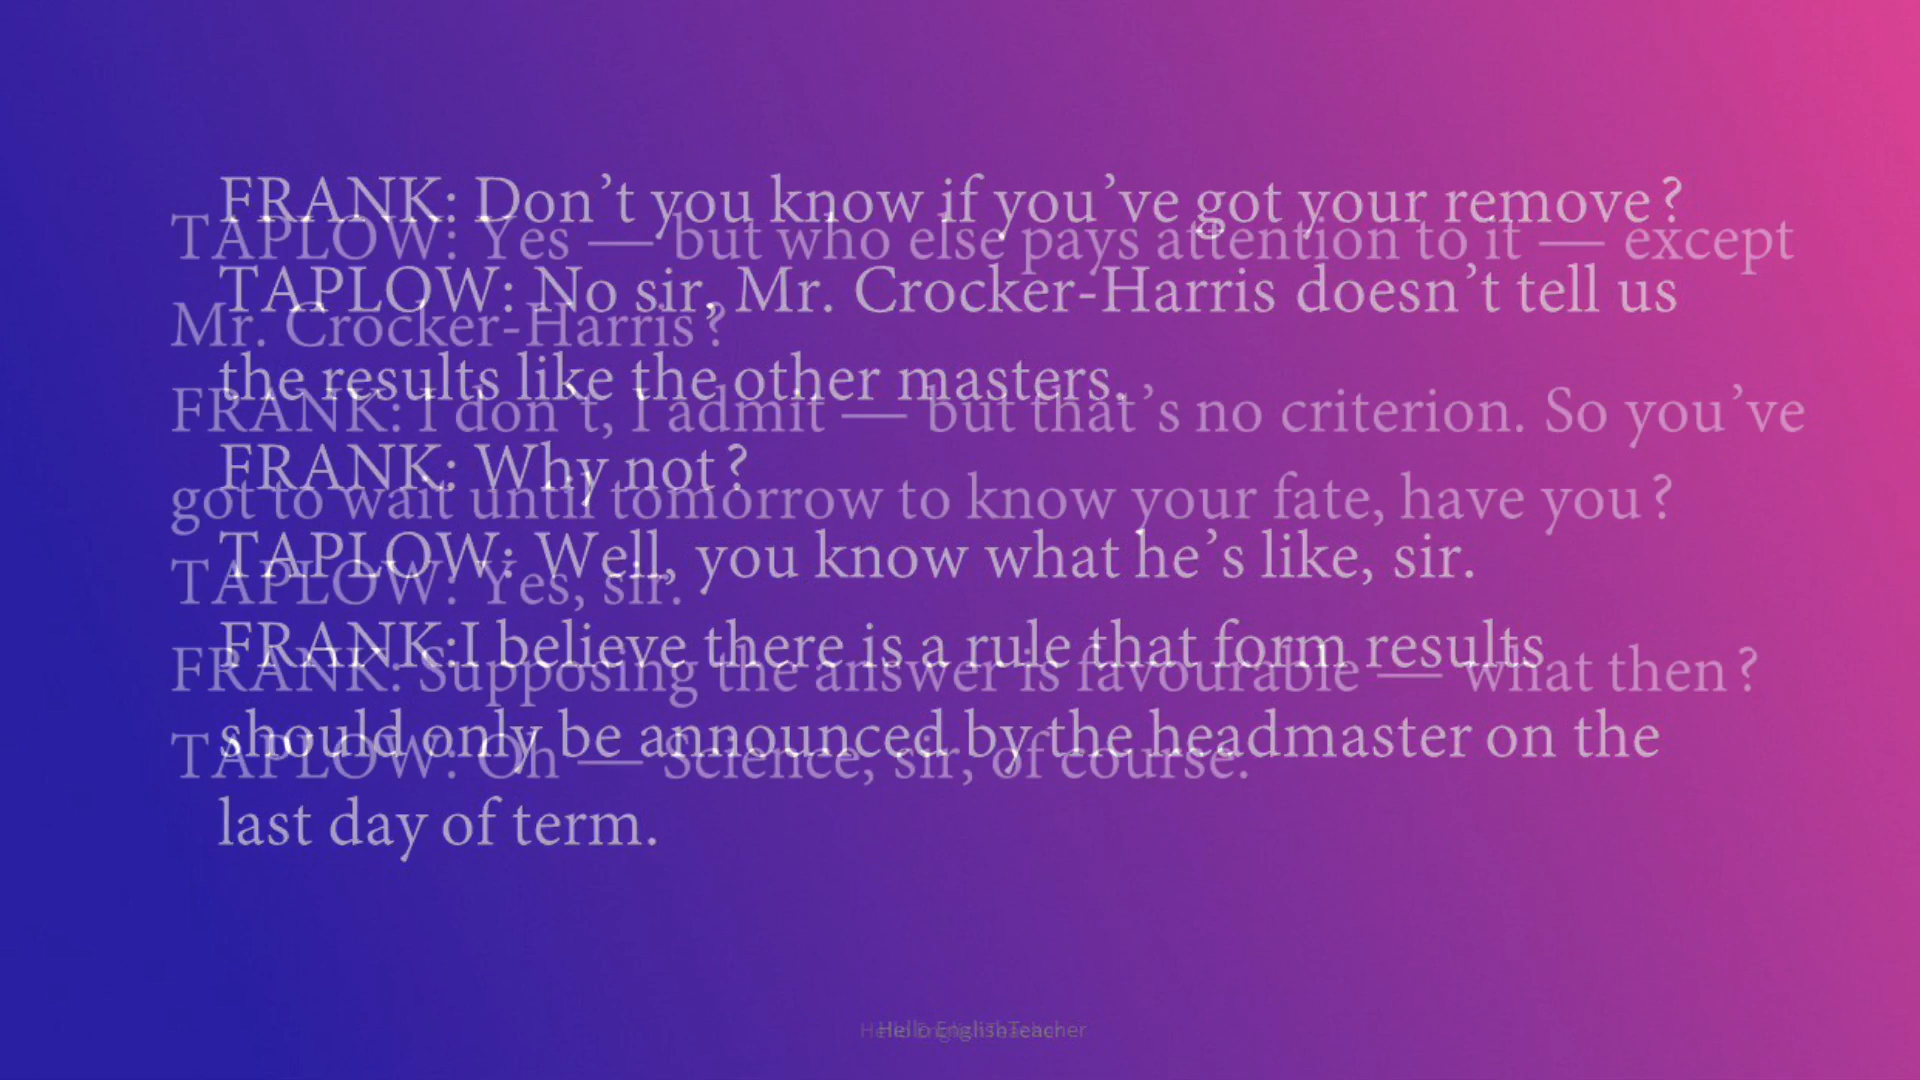 FRANK: Don’t you know if you’ve got your remove?
TAPLOW: No sir, Mr. Crocker-Harris doesn’t tell us
the results like the other masters.
FRANK: Why not?
TAPLOW: Well, you know what he’s like, sir.
FRANK:I believe there is a rule that form results
should only be announced by the headmaster on the
last day of term.
TAPLOW: Yes — but who else pays attention to it — except
Mr. Crocker-Harris?
FRANK: I don’t, I admit — but that’s no criterion. So you’ve
got to wait until tomorrow to know your fate, have you?
TAPLOW: Yes, sir.
FRANK: Supposing the answer is favourable — what then?
TAPLOW: Oh — Science, sir, of course.
Hello EnglishTeacher